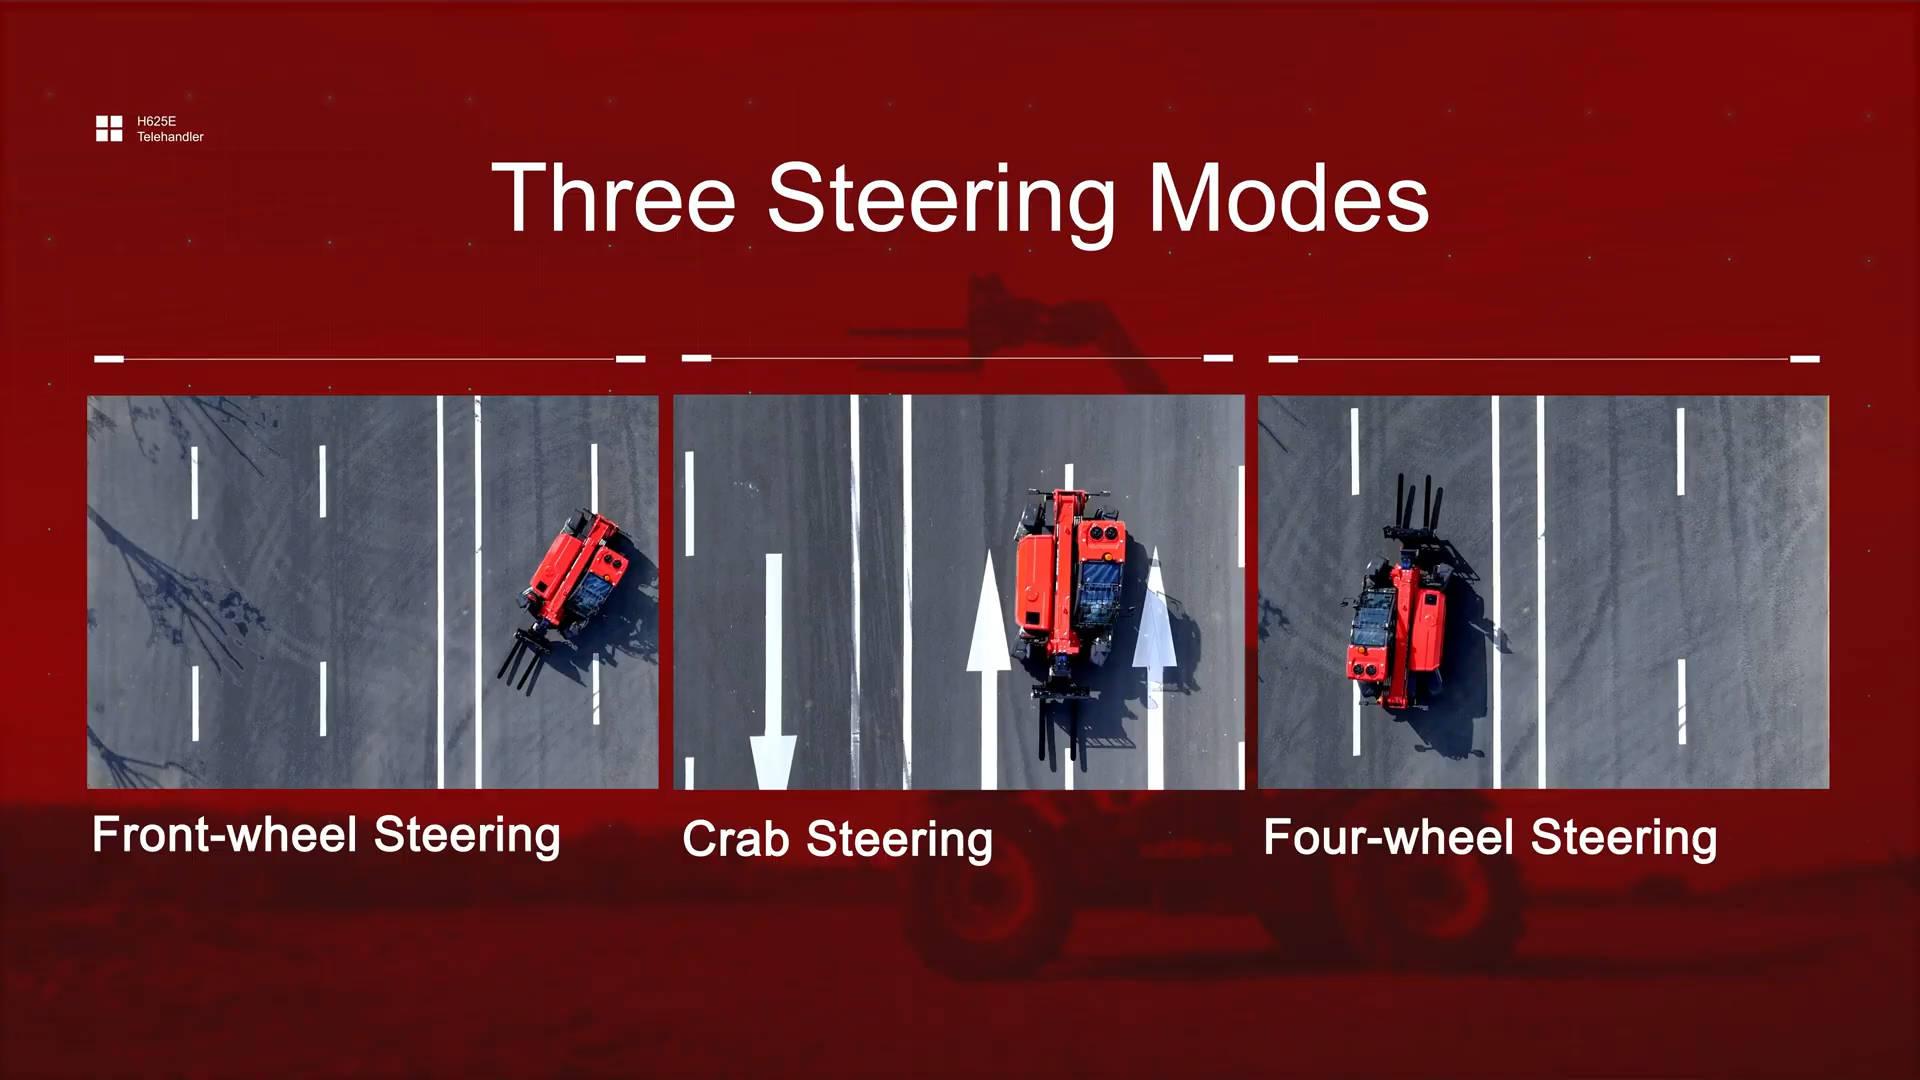 H625E
Telehandler
Three Steering Modes
Front-wheel Steering
Crab Steering
Four-wheel Steering